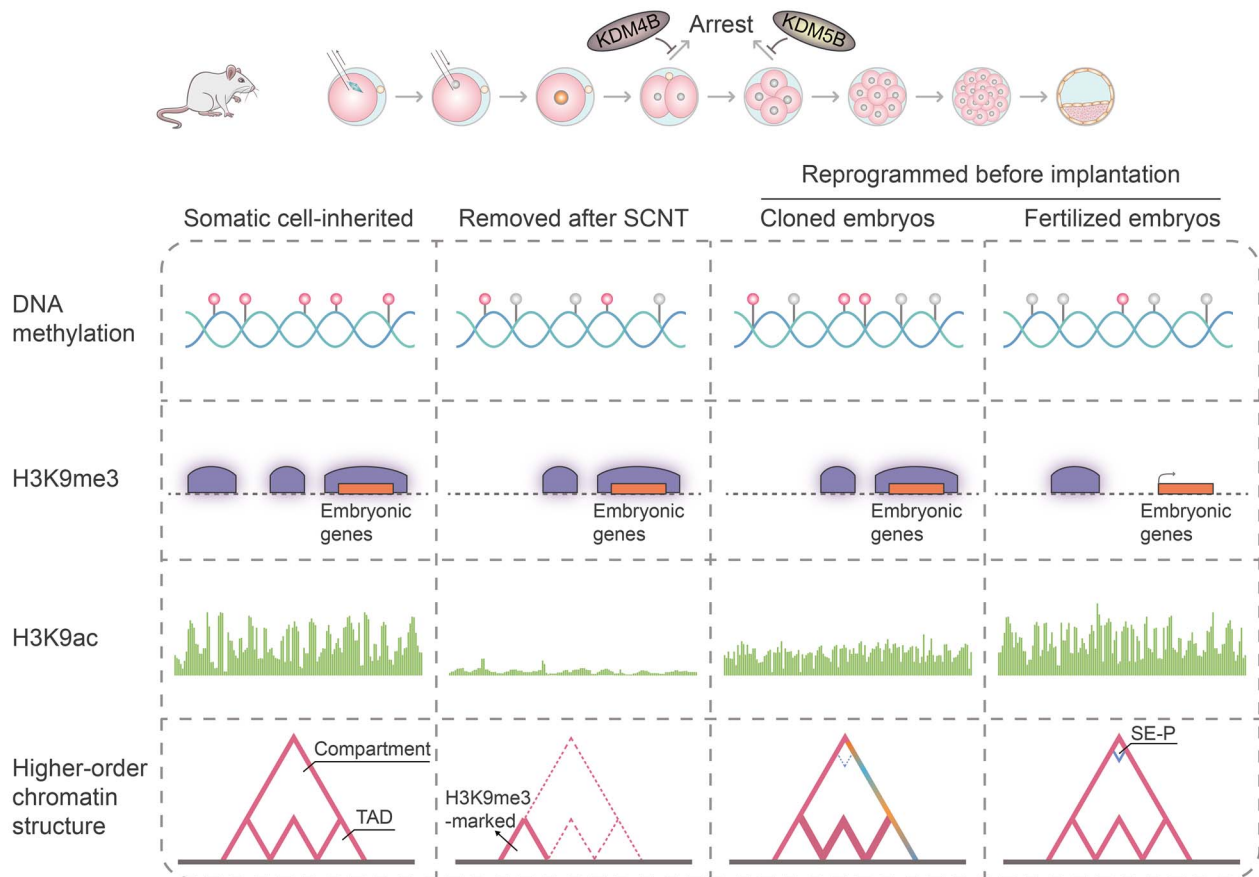 KDM4B
Arrest
KDM5B
Reprogrammed before implantation
Somatic cell-inherited
Removed after SCNT
Cloned embryos
Fertilized embryos
DNA
methylation
H3K9me3
Embryonic
genes
Embryonic
genes
Embryonic
genes
Embryonic
genes
H3K9ac
Higher-order
chromatin
structure
Compartment
TAD
H3K9me3
-marked
SE-P